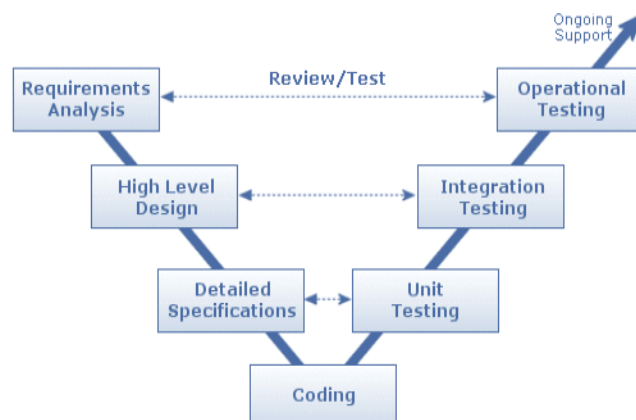 Ongoing
Support
Requirements
Analysis
Review/Test
Operational
Testing
High Level
Design
Integration
Testing
Detailed
Specifications
Unit
Testing
Coding